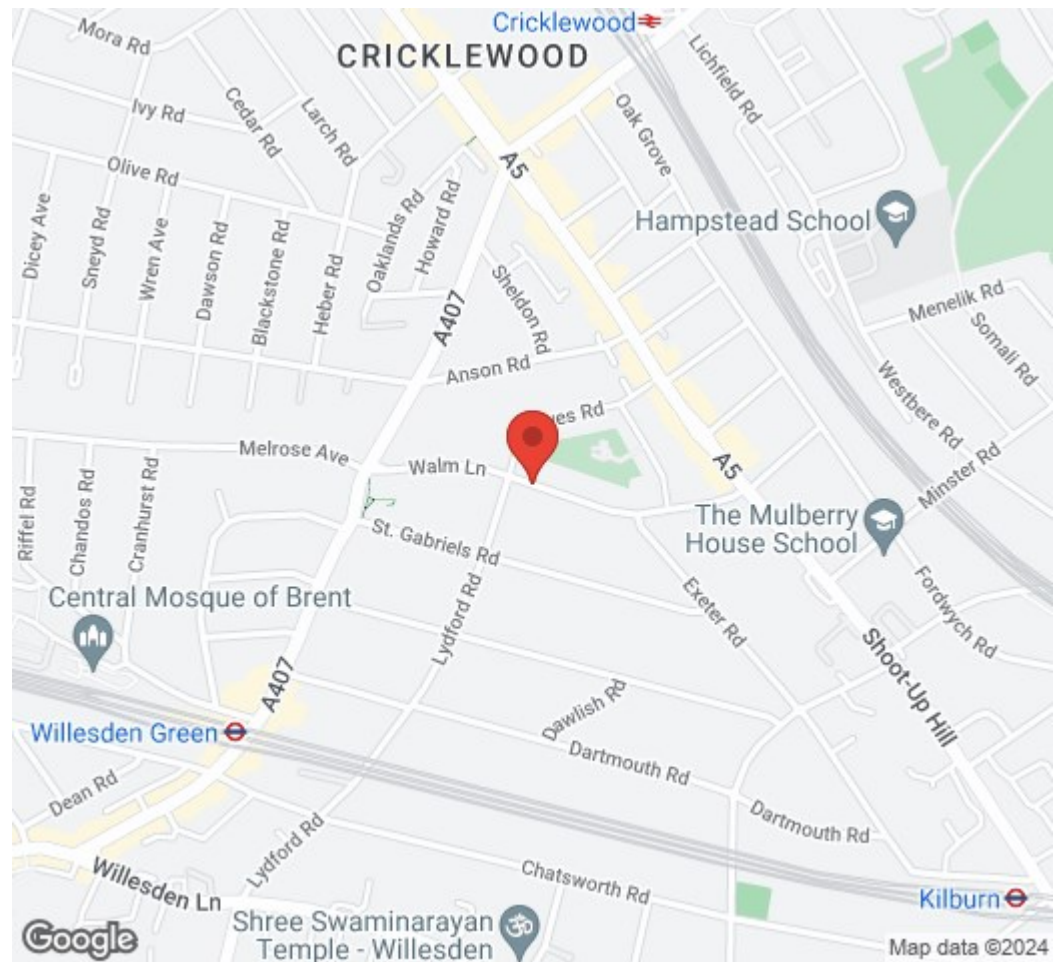 Cricklewood
Mora Rd
CRICKLEWOOD
Lichfield Rd
Ivy Rd
Cedar Rd
Larch Rd
Oak Grove
A5
Olive Rd
Hampstead School
Dicey Ave
Sneyd Rd
Wren Ave
Dawson Rd
Blackstone Rd
Heber Rd
Oaklands Rd
Howard Rd
Sheldon Rd
Menelik Rd
Somali Rd
A407
Anson Rd
Westbere Rd
Rd
Melrose Ave
Walm Ln
A5
Minster Rd
Riffel Rd
Chandos Rd
Cranhurst Rd
St. Gabriels Rd
The Mulberry
House School
Central Mosque of Brent
Lydford Rd
Exeter Rd
Fordwych Rd
A407
Shoot-Up Hill
Willesden Green
Dawlish Rd
Dartmouth Rd
Dean Rd
Dartmouth Rd
Lydford Rd
Willesden Ln
Chatsworth Rd
Kilburn
Shree Swaminarayan
Temple - Willesden
Google
Map data ©2024